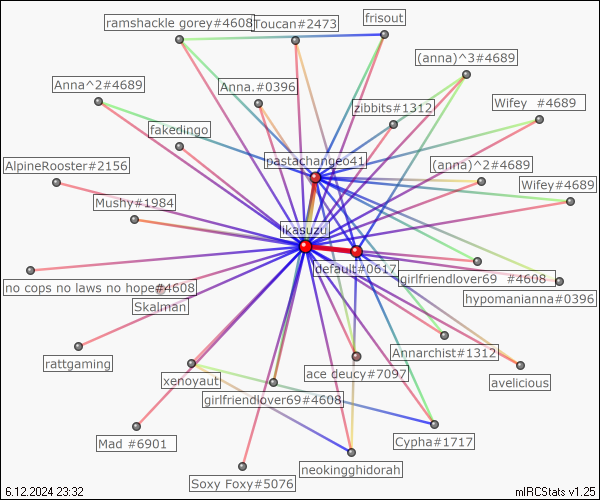 ramshackle gorey#4608
Toucan#2473
frisout
(anna)^3#4689
Anna^2#4689
Anna.#0396
zibbits#1312
Wifey #4689
fakedingo
pastachangeo41
AlpineRooster#2156
(anna)^2#4689
Wifey#4689
Mushy#1984
likasuzu
default#0617
no cops no laws no hope#4608
girlfriendlover69 #4608
hypomanianna#0396
Skalman
rattgaming
Annarchist#1312
xenoyaut
ace deucy#7097
avelicious
girlfriendlover69#4608
Mad #6901
Cypha#1717
neokingghidorah
Soxy Foxy#5076
6.12.2024 23:32
mIRCStats v1.25